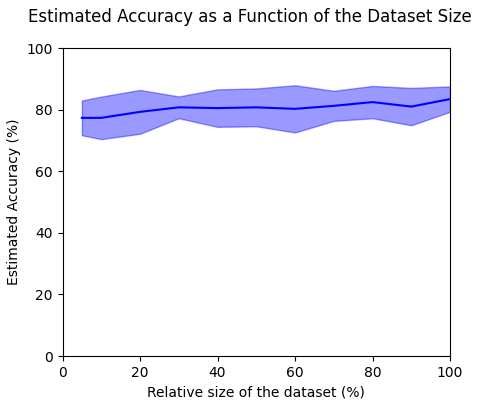 Estimated Accuracy as a Function of the Dataset Size
100
80
60
40
20
0
Estimated Accuracy (%)
0 20 40 60 80 100
Relative size of the dataset (%)